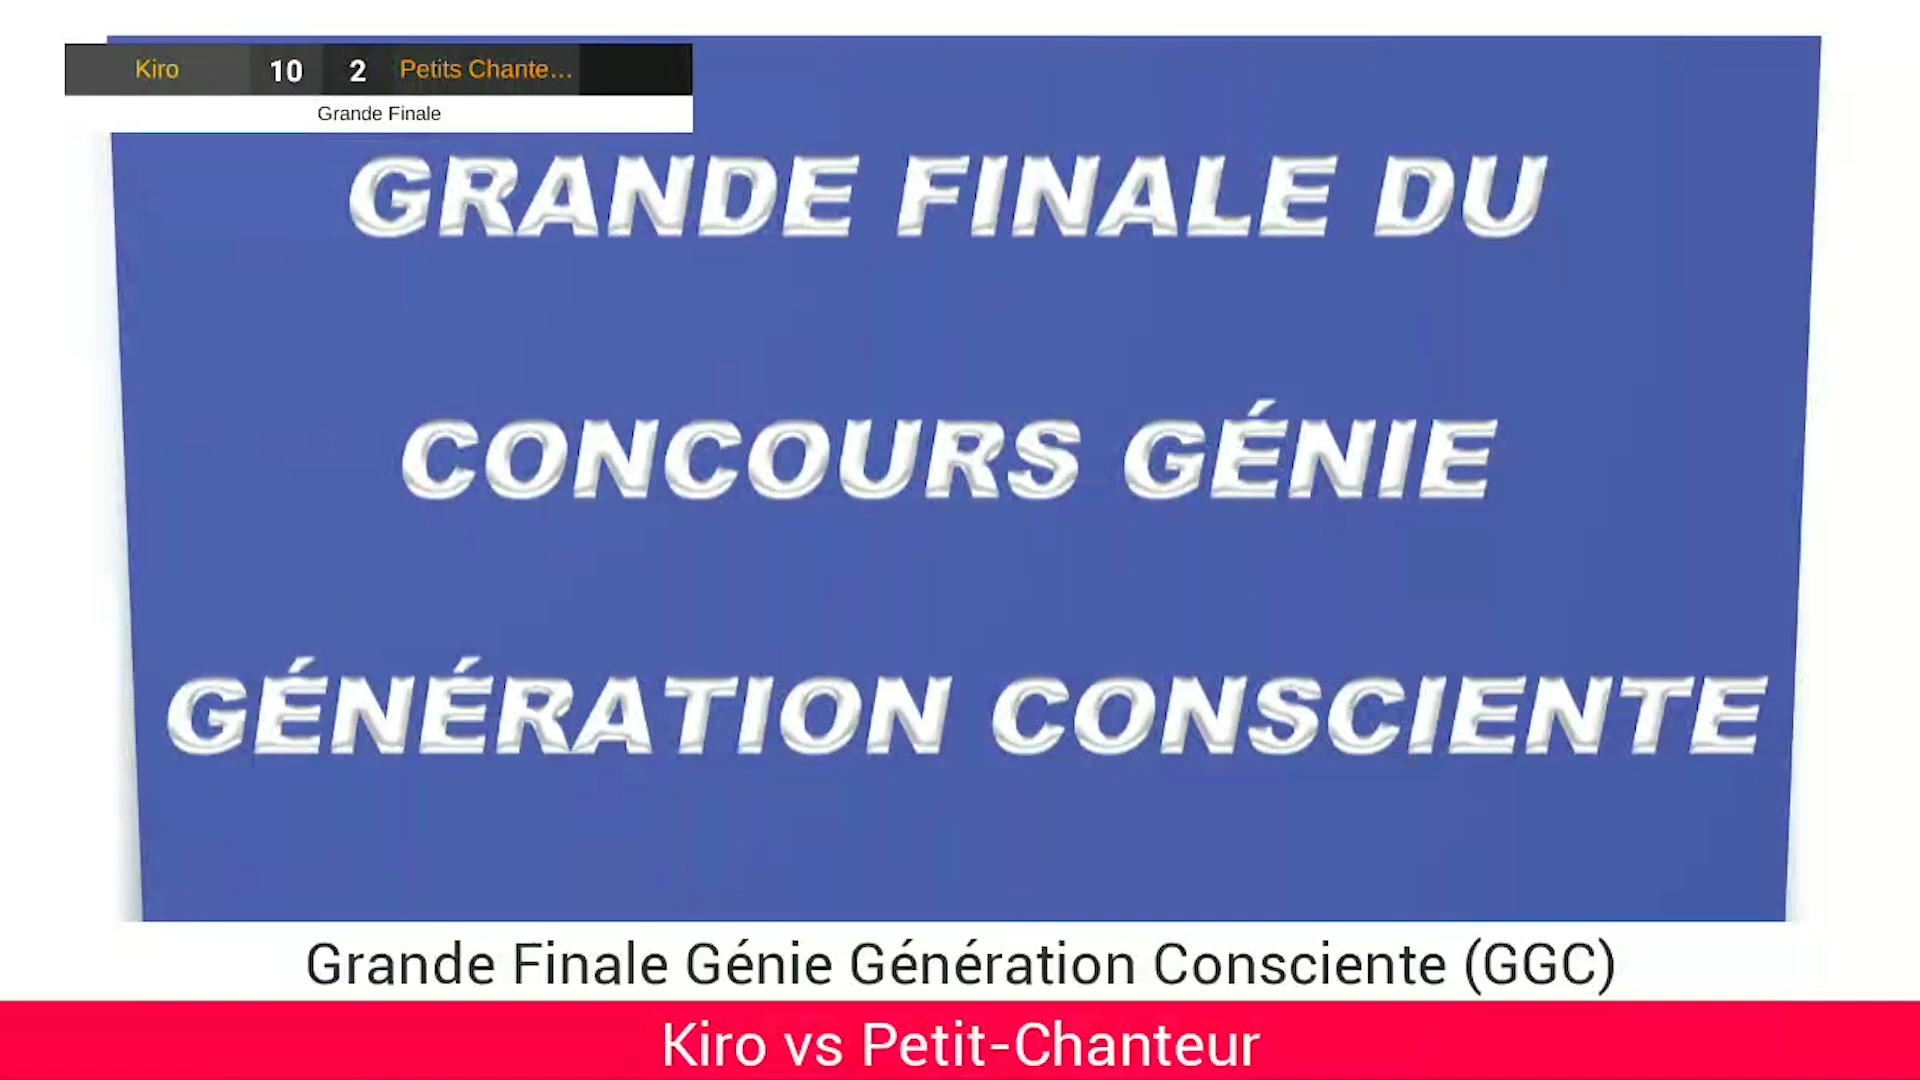 Kiro 10 2 Petits Chante...
Grande Finale
GRANDE FINALE DU
CONCOURS GÉNIE
GÉNÉRATION CONSCIENTE
Grande Finale Génie Génération Consciente (GGC)
Kiro vs Petit-Chanteur